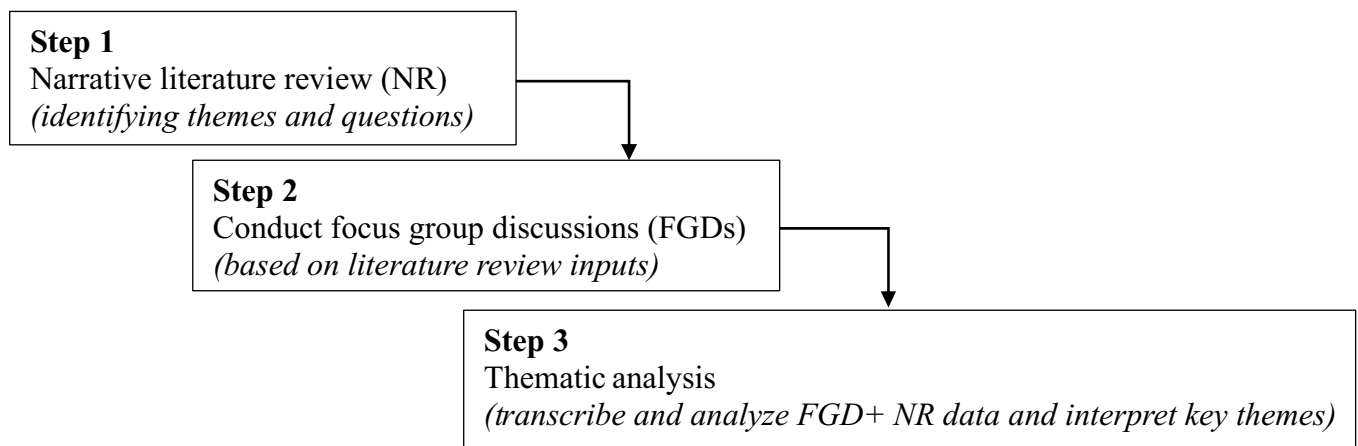 Step 1
Narrative literature review (NR)
(identifying themes and questions)
Step 2
Conduct focus group discussions (FGDs)
(based on literature review inputs)
Step 3
Thematic analysis
(transcribe and analyze FGD+ NR data and interpret key themes)